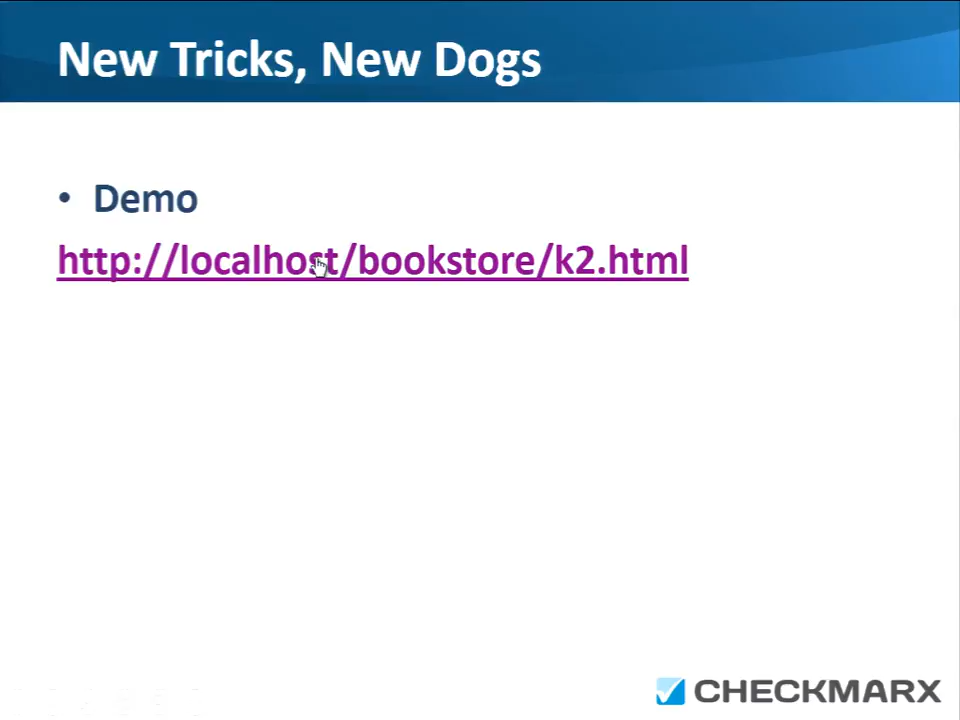 New Tricks, New Dogs
• Demo
http://localhost/bookstore/k2.html
CHECKMARX